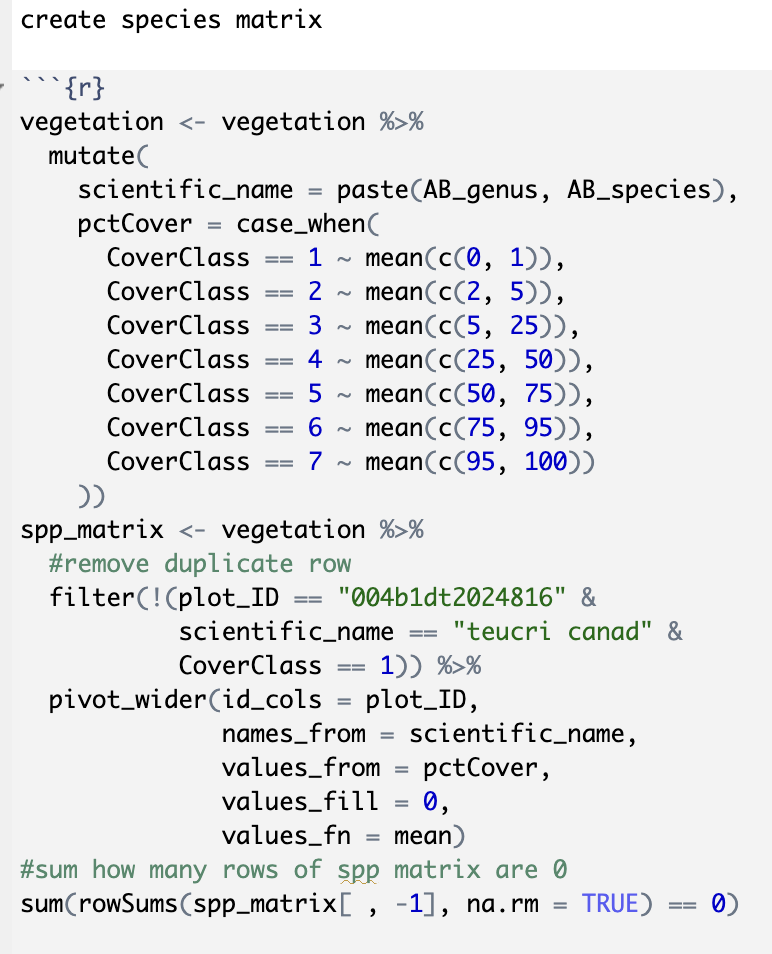 create species matrix
```{r}
vegetation <- vegetation %>%
  mutate(
    scientific_name = paste(AB_genus, AB_species),
    pctCover = case_when(
      CoverClass == 1 ~ mean(c(0, 1)),
      CoverClass == 2 ~ mean(c(2, 5)),
      CoverClass == 3 ~ mean(c(5, 25)),
      CoverClass == 4 ~ mean(c(25, 50)),
      CoverClass == 5 ~ mean(c(50, 75)),
      CoverClass == 6 ~ mean(c(75, 95)),
      CoverClass == 7 ~ mean(c(95, 100))
    ))
spp_matrix <- vegetation %>%
  #remove duplicate row
  filter(!(plot_ID == "004b1dt2024816" &
           scientific_name == "teucri canad" &
           CoverClass == 1)) %>%
  pivot_wider(id_cols = plot_ID,
              names_from = scientific_name,
              values_from = pctCover,
              values_fill = 0,
              values_fn = mean)
#sum how many rows of spp matrix are 0
sum(rowSums(spp_matrix[ , -1], na.rm = TRUE) == 0)